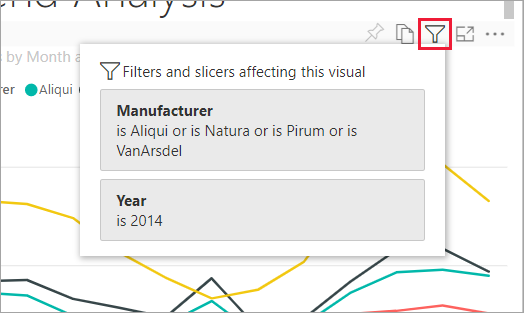 Analysis
s by Month a
rer Aliqui
Filters and slicers affecting this visual
Manufacturer
is Aliqui or is Natura or is Pirum or is
VanArsdel
Year
is 2014